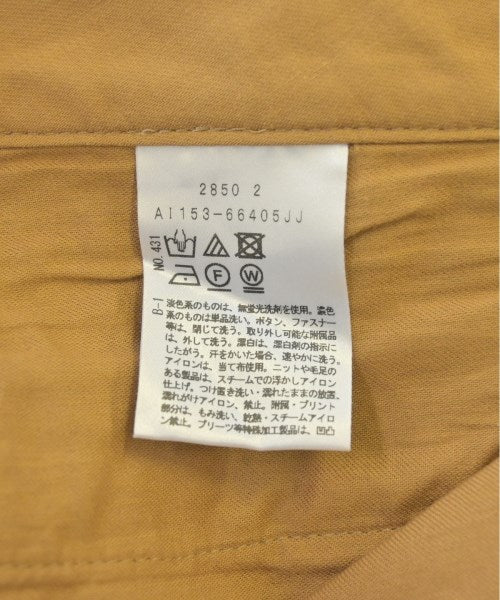 2850 2
AI153-66405JJ
NO.431
B-1
淡色系のものは、無蛍光洗剤を使用。濃色
系のものは単品洗い。ボタン、ファスナー
等は、閉じて洗う。取り外し可能な附属品
は、外して洗う。漂白は、漂白剤の指示に
したがう。汗をかいた場合、速やかに洗う。
アイロンは、当て布使用。ニットや毛足の
ある製品は、スチームでの浮かしアイロン
仕上げ。つけ置き洗い・濡れたままの放置、
濡れがけアイロン、禁止。附属・プリント
部分は、もみ洗い、乾熱・スチームアイロ
ン禁止。プリーツ等特殊加工製品は、凹凸
F
W